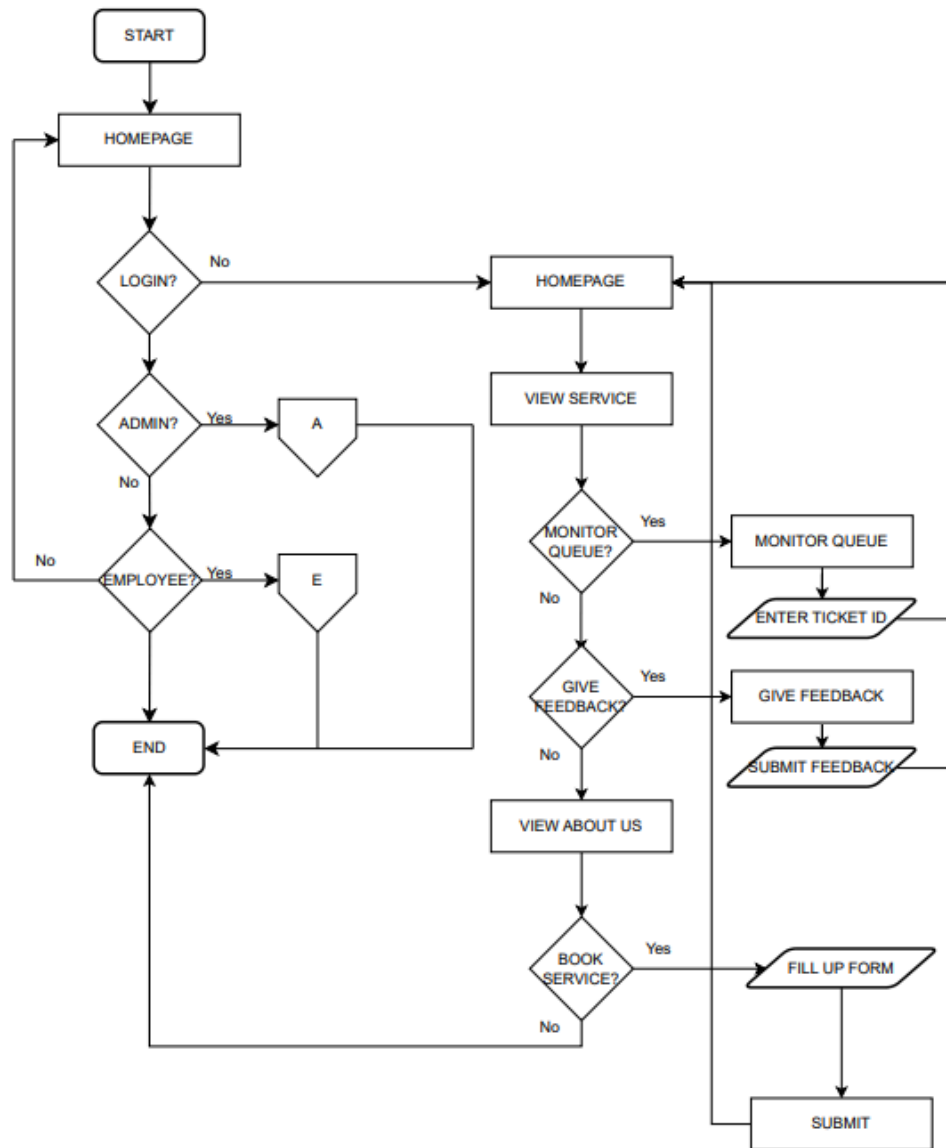 START
HOMEPAGE
LOGIN?
No
HOMEPAGE
VIEW SERVICE
ADMIN?
Yes
A
No
MONITOR
QUEUE?
Yes
MONITOR QUEUE
No
EMPLOYEE?
Yes
E
No
ENTER TICKET ID
GIVE
FEEDBACK?
Yes
GIVE FEEDBACK
No
SUBMIT FEEDBACK
END
VIEW ABOUT US
BOOK
SERVICE?
Yes
FILL UP FORM
No
SUBMIT